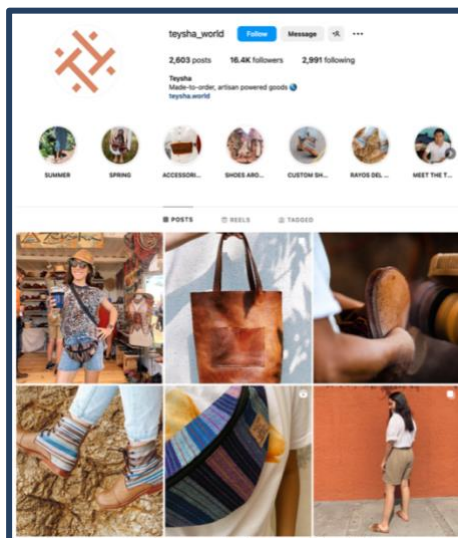 teysha_world Follow Message
2,603 posts 16.4K followers 2,991 following
Teysha
Made-to-order, artisan powered goods
teysha.world
SUMMER SPRING ACCESSORI... SHOES ARO... CUSTOM SH... RAYOS DEL ... MEET THE T...
POSTS REELS TAGGED